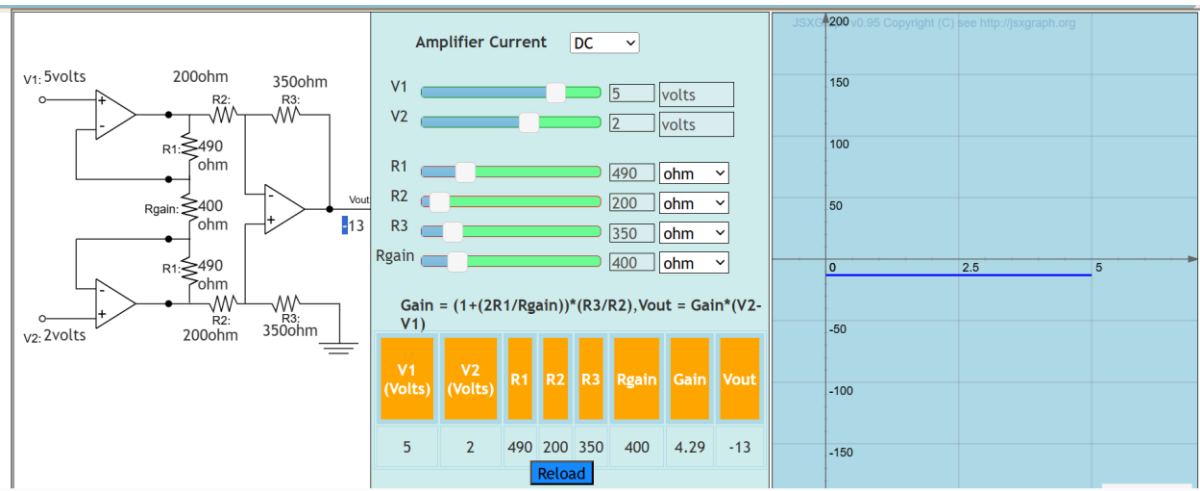 V1: 5volts
200ohm
350ohm
R2:
R3:
+
-
R1:
490
ohm
Rgain:
400
ohm
-
+
Vout
-13
R1:
490
ohm
-
+
V2: 2volts
R2:
200ohm
R3:
350ohm
Amplifier Current DC
V1 5 volts
V2 2 volts
R1 490 ohm
R2 200 ohm
R3 350 ohm
Rgain 400 ohm
Gain = (1+(2R1/Rgain))*(R3/R2),Vout = Gain*(V2-
V1)
V1 (Volts) V2 (Volts) R1 R2 R3 Rgain Gain Vout
5 2 490 200 350 400 4.29 -13
Reload
v0.95 Copyright (C) see http://jsxgraph.org
200
150
100
50
0 2.5 5
-50
-100
-150